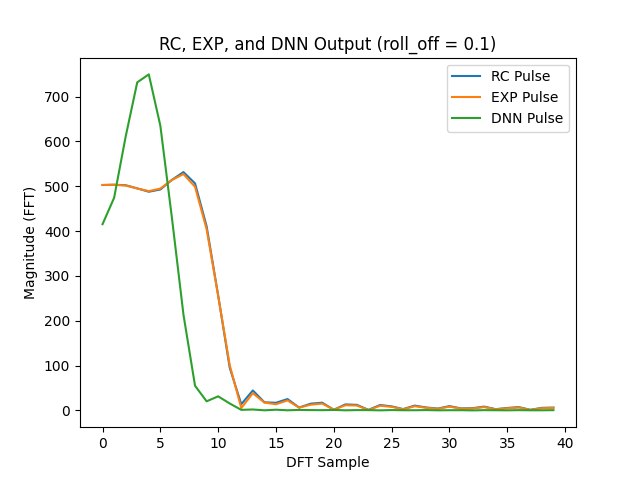 RC, EXP, and DNN Output (roll_off = 0.1)
RC Pulse
EXP Pulse
DNN Pulse
Magnitude (FFT)
700
600
500
400
300
200
100
0
0 5 10 15 20 25 30 35 40
DFT Sample